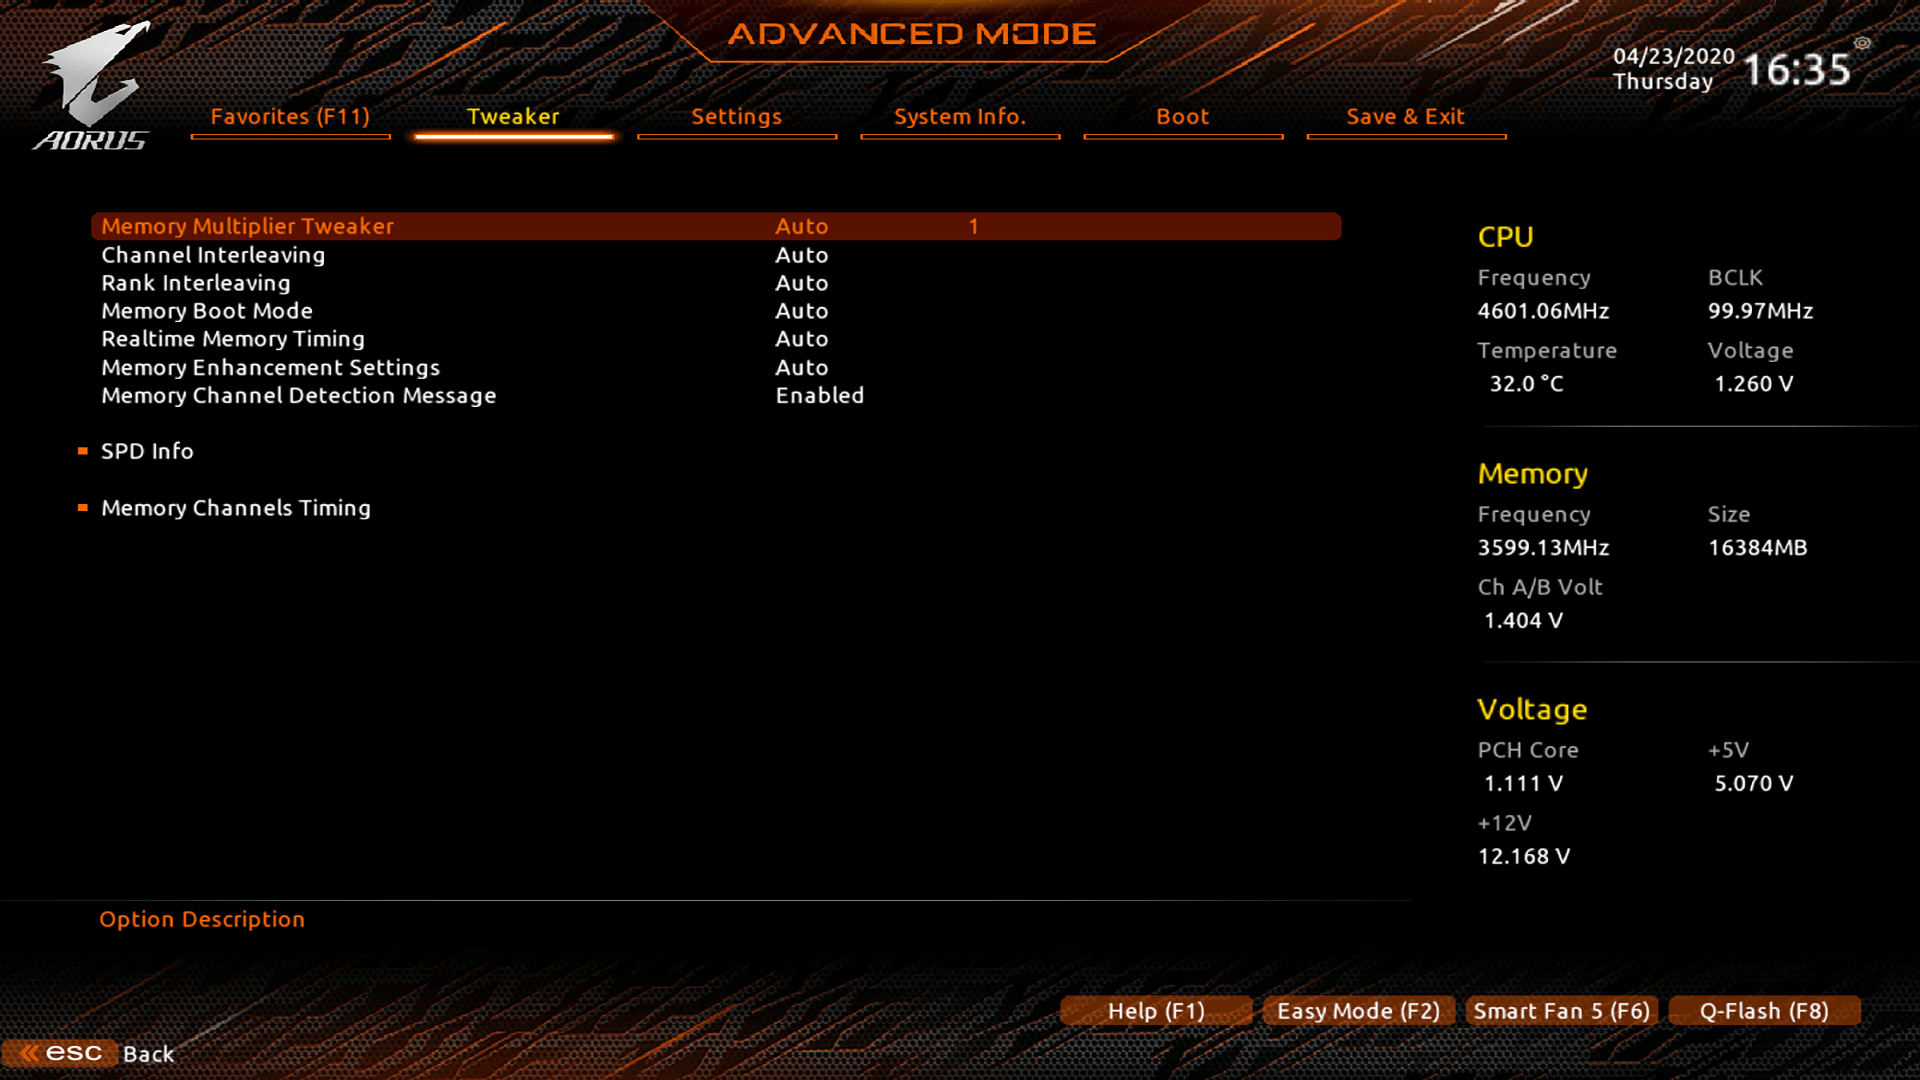 ADVANCED MODE
AORUS
04/23/2020
Thursday
16:35
Favorites (F11) Tweaker Settings System Info. Boot Save & Exit
Memory Multiplier Tweaker Auto 1
Channel Interleaving Auto
Rank Interleaving Auto
Memory Boot Mode Auto
Realtime Memory Timing Auto
Memory Enhancement Settings Auto
Memory Channel Detection Message Enabled
SPD Info
Memory Channels Timing
CPU
Frequency BCLK
4601.06MHz 99.97MHz
Temperature Voltage
32.0 °C 1.260 V
Memory
Frequency Size
3599.13MHz 16384MB
Ch A/B Volt
1.404 V
Voltage
PCH Core +5V
1.111 V 5.070 V
+12V
12.168 V
Option Description
Help (F1) Easy Mode (F2) Smart Fan 5 (F6) Q-Flash (F8)
esc Back